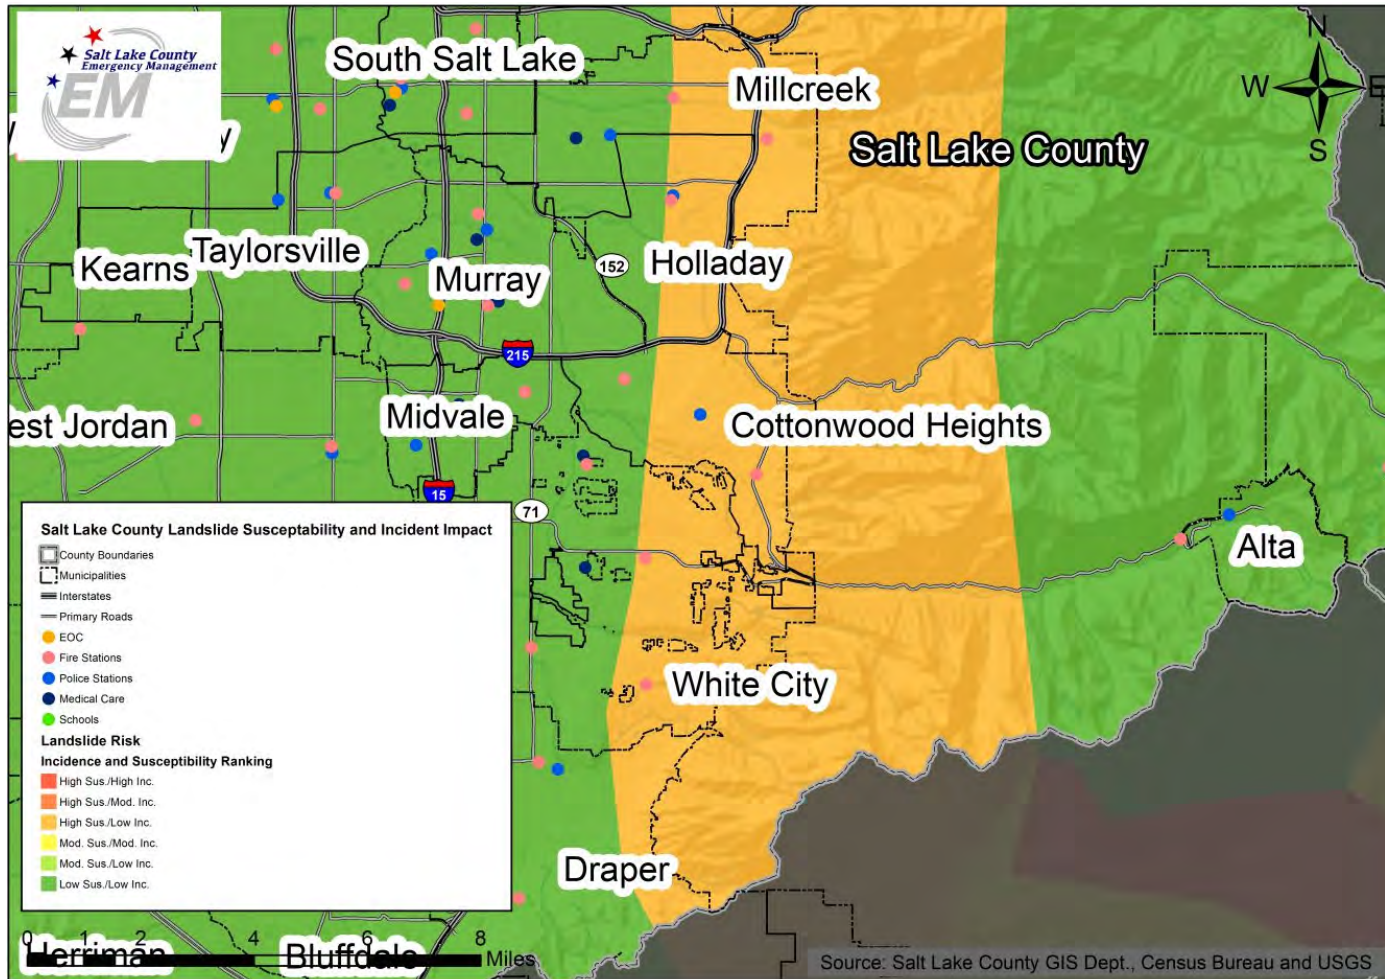 Salt Lake County
Emergency Management
EM
South Salt Lake
Millcreek
Salt Lake County
N
W
E
S
Kearns
Taylorsville
Murray
Holladay
152
215
est Jordan
Midvale
Cottonwood Heights
15
71
Alta
White City
Draper
Herriman
Bluffdale
Salt Lake County Landslide Susceptability and Incident Impact
County Boundaries
Municipalities
Interstates
Primary Roads
EOC
Fire Stations
Police Stations
Medical Care
Schools
Landslide Risk
Incidence and Susceptibility Ranking
High Sus./High Inc.
High Sus./Mod. Inc.
High Sus./Low Inc.
Mod. Sus./Mod. Inc.
Mod. Sus./Low Inc.
Low Sus./Low Inc.
0 1 2 4 6 8 Miles
Source: Salt Lake County GIS Dept., Census Bureau and USGS